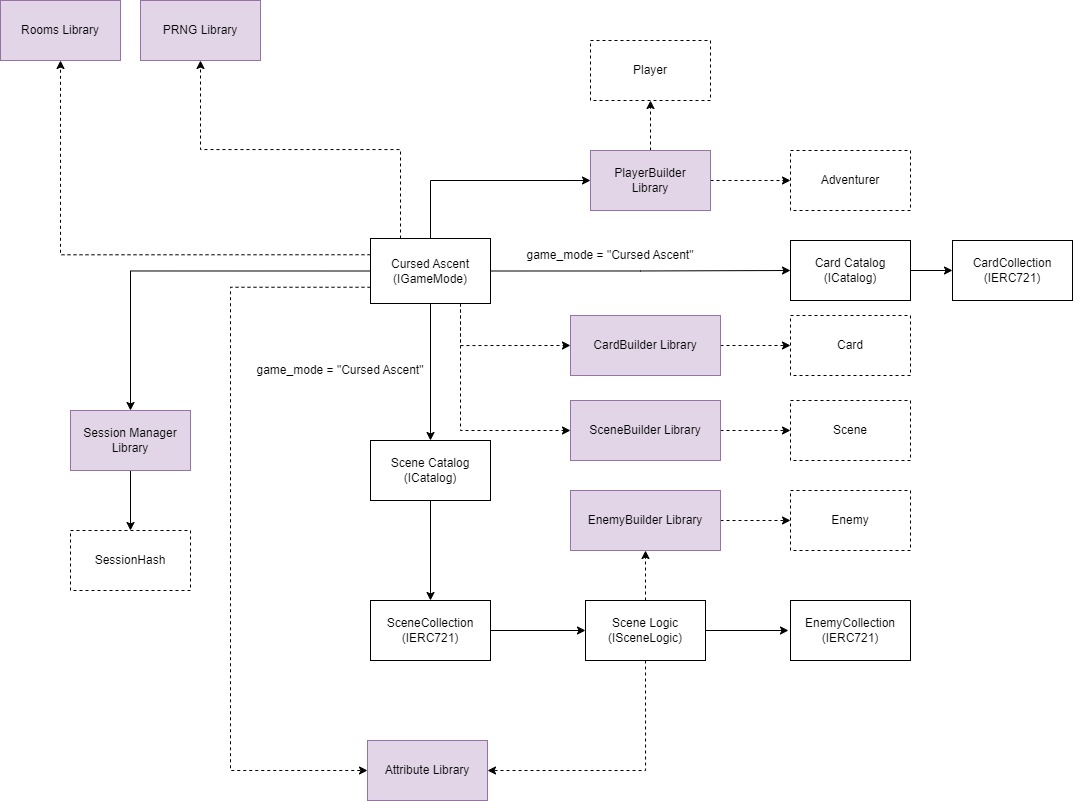 Rooms Library
PRNG Library
Player
PlayerBuilder
Library
Adventurer
Cursed Ascent
(IGameMode)
game_mode = "Cursed Ascent"
Card Catalog
(ICatalog)
CardCollection
(IERC721)
CardBuilder Library
Card
game_mode = "Cursed Ascent"
Session Manager
Library
SceneBuilder Library
Scene
Scene Catalog
(ICatalog)
EnemyBuilder Library
Enemy
SessionHash
SceneCollection
(IERC721)
Scene Logic
(ISceneLogic)
EnemyCollection
(IERC721)
Attribute Library